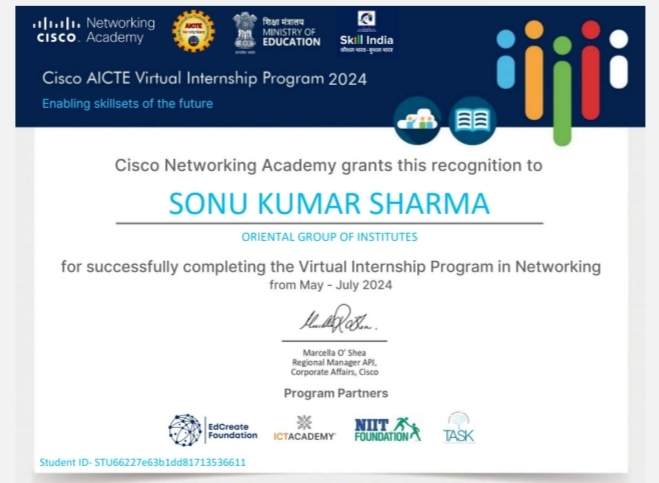 Networking
CISCO. Academy
AICTE
शिक्षा मंत्रालय
MINISTRY OF
EDUCATION
Skill India
कौशल भारत - कुशल भारत
Cisco AICTE Virtual Internship Program 2024
Enabling skillsets of the future
Cisco Networking Academy grants this recognition to
SONU KUMAR SHARMA
ORIENTAL GROUP OF INSTITUTES
for successfully completing the Virtual Internship Program in Networking
from May - July 2024
Marcella O' Shea
Regional Manager APJ,
Corporate Affairs, Cisco
Program Partners
EdCreate
Foundation
ICTACADEMY
NIIT
FOUNDATION
TASK
Student ID- STU66227e63b1dd81713536611